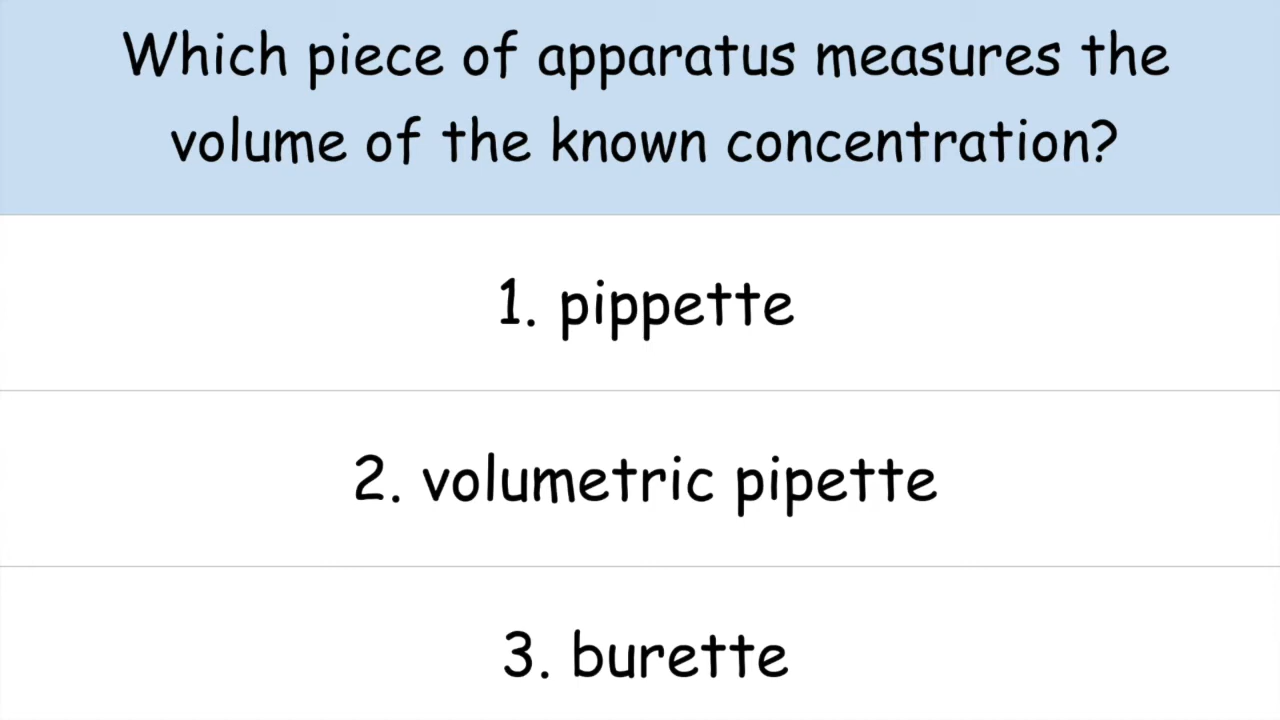 Which piece of apparatus measures the
volume of the known concentration?
1. pippette
2. volumetric pipette
3. burette